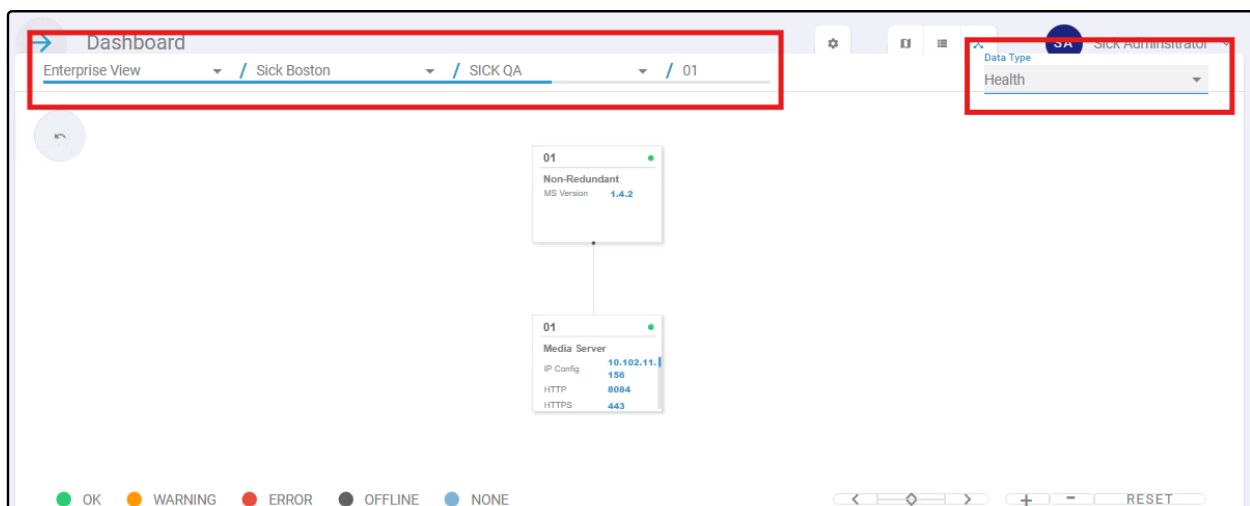 Dashboard
SA Sick Adminsitrator
Enterprise View / Sick Boston / SICK QA / 01
Data Type
Health
01
Non-Redundant
MS Version 1.4.2
01
Media Server
IP Config 10.102.11.
156
HTTP 8084
HTTPS 443
OK WARNING ERROR OFFLINE NONE
+ - RESET